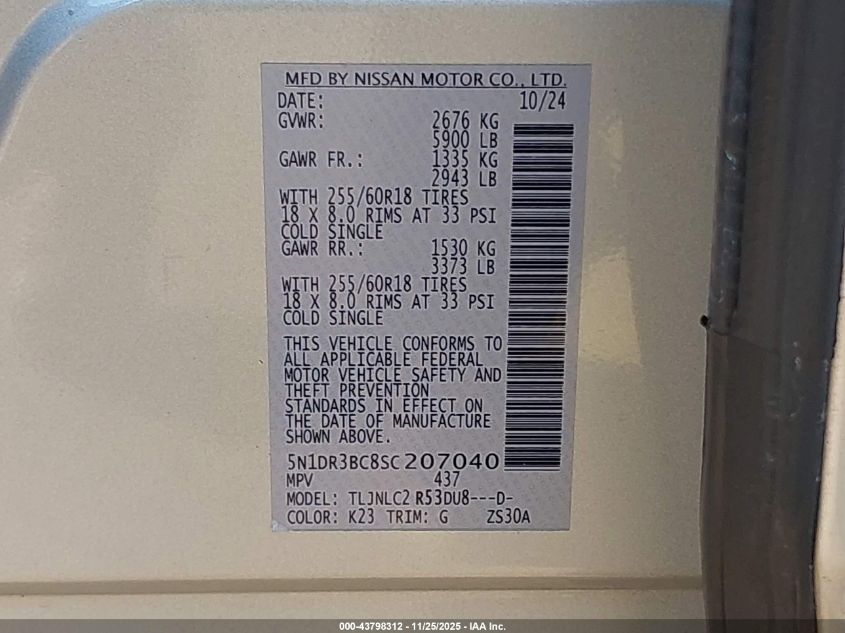 MFD BY NISSAN MOTOR CO., LTD.
DATE: 10/24
GVWR: 2676 KG
5900 LB
GAWR FR.: 1335 KG
2943 LB
WITH 255/60R18 TIRES
18 X 8.0 RIMS AT 33 PSI
COLD SINGLE
GAWR RR.: 1530 KG
3373 LB
WITH 255/60R18 TIRES
18 X 8.0 RIMS AT 33 PSI
COLD SINGLE
THIS VEHICLE CONFORMS TO
ALL APPLICABLE FEDERAL
MOTOR VEHICLE SAFETY AND
THEFT PREVENTION
STANDARDS IN EFFECT ON
THE DATE OF MANUFACTURE
SHOWN ABOVE.
5N1DR3BC8SC207040
MPV 437
MODEL: TLJNLC2 R53DU8---D-
COLOR: K23 TRIM: G ZS30A
000-43798312 - 11/25/2025 - IAA Inc.